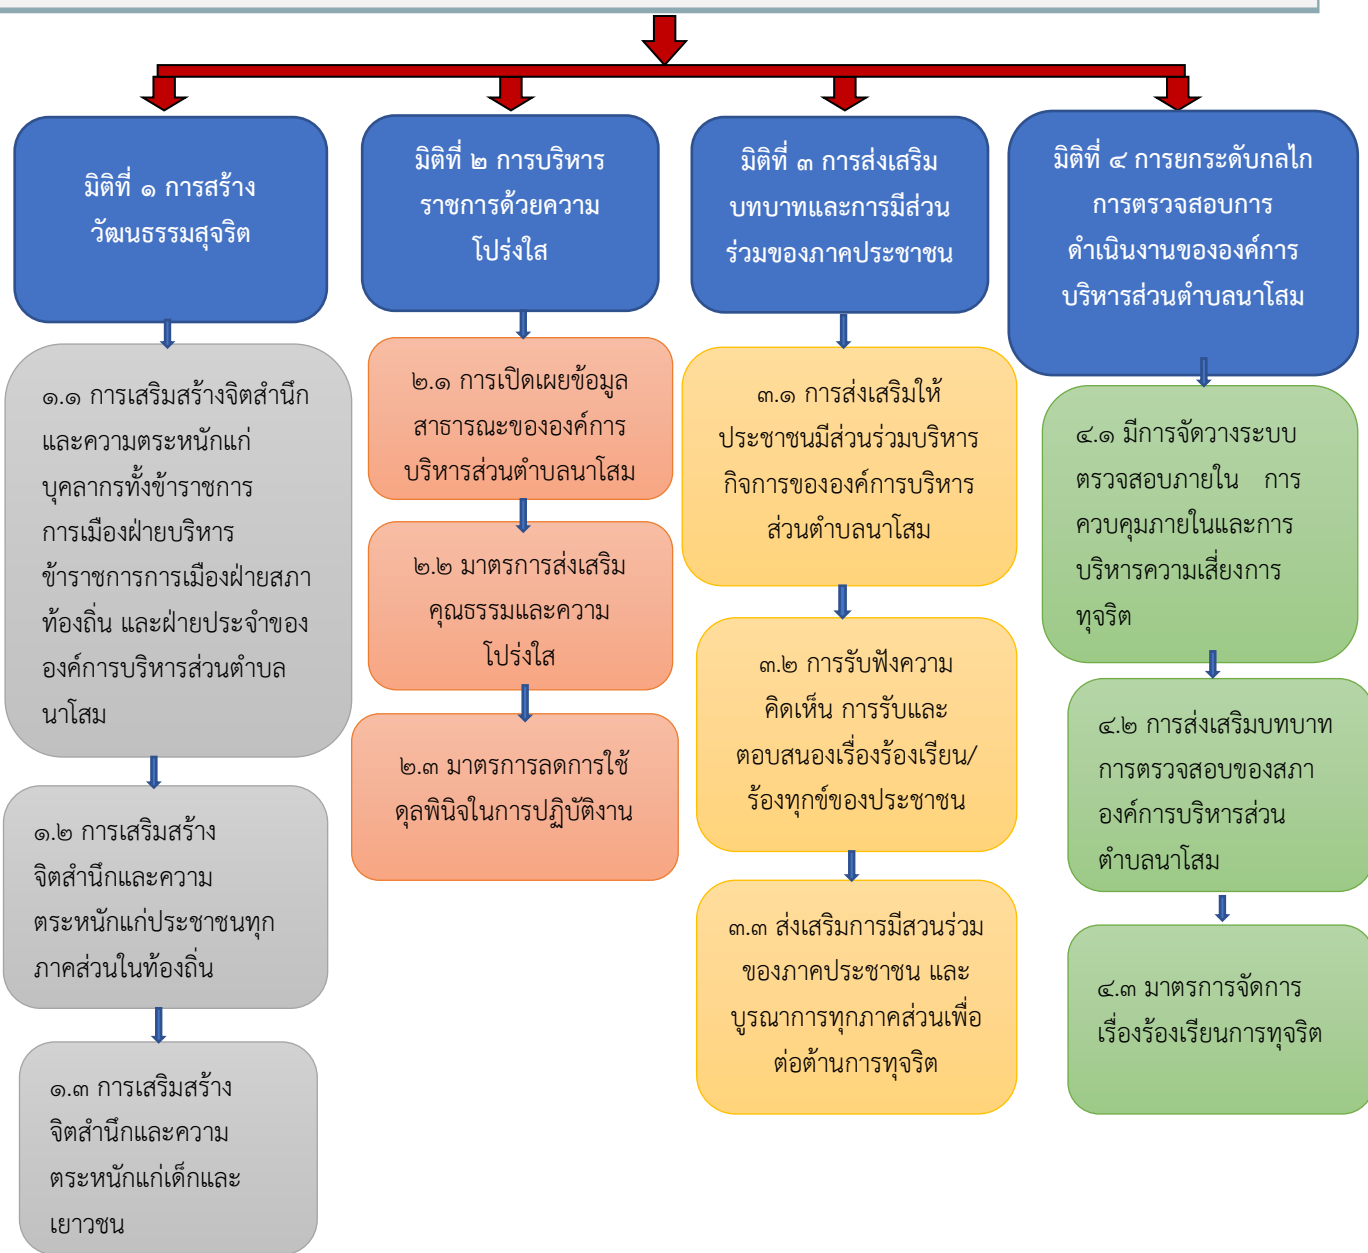 มิติที่ ๑ การสร้าง
วัฒนธรรมสุจริต
๑.๑ การเสริมสร้างจิตสำนึก
และความตระหนักแก่
บุคลากรทั้งข้าราชการ
การเมืองฝ่ายบริหาร
ข้าราชการการเมืองฝ่ายสภา
ท้องถิ่น และฝ่ายประจำของ
องค์การบริหารส่วนตำบล
นาโสม
๑.๒ การเสริมสร้าง
จิตสำนึกและความ
ตระหนักแก่ประชาชนทุก
ภาคส่วนในท้องถิ่น
๑.๓ การเสริมสร้าง
จิตสำนึกและความ
ตระหนักแก่เด็กและ
เยาวชน
มิติที่ ๒ การบริหาร
ราชการด้วยความ
โปร่งใส
๒.๑ การเปิดเผยข้อมูล
สาธารณะขององค์การ
บริหารส่วนตำบลนาโสม
๒.๒ มาตรการส่งเสริม
คุณธรรมและความ
โปร่งใส
๒.๓ มาตรการลดการใช้
ดุลพินิจในการปฏิบัติงาน
มิติที่ ๓ การส่งเสริม
บทบาทและการมีส่วน
ร่วมของภาคประชาชน
๓.๑ การส่งเสริมให้
ประชาชนมีส่วนร่วมบริหาร
กิจการขององค์การบริหาร
ส่วนตำบลนาโสม
๓.๒ การรับฟังความ
คิดเห็น การรับและ
ตอบสนองเรื่องร้องเรียน/
ร้องทุกข์ของประชาชน
๓.๓ ส่งเสริมการมีสวนร่วม
ของภาคประชาชน และ
บูรณาการทุกภาคส่วนเพื่อ
ต่อต้านการทุจริต
มิติที่ ๔ การยกระดับกลไก
การตรวจสอบการ
ดำเนินงานขององค์การ
บริหารส่วนตำบลนาโสม
๔.๑ มีการจัดวางระบบ
ตรวจสอบภายใน การ
ควบคุมภายในและการ
บริหารความเสี่ยงการ
ทุจริต
๔.๒ การส่งเสริมบทบาท
การตรวจสอบของสภา
องค์การบริหารส่วน
ตำบลนาโสม
๔.๓ มาตรการจัดการ
เรื่องร้องเรียนการทุจริต